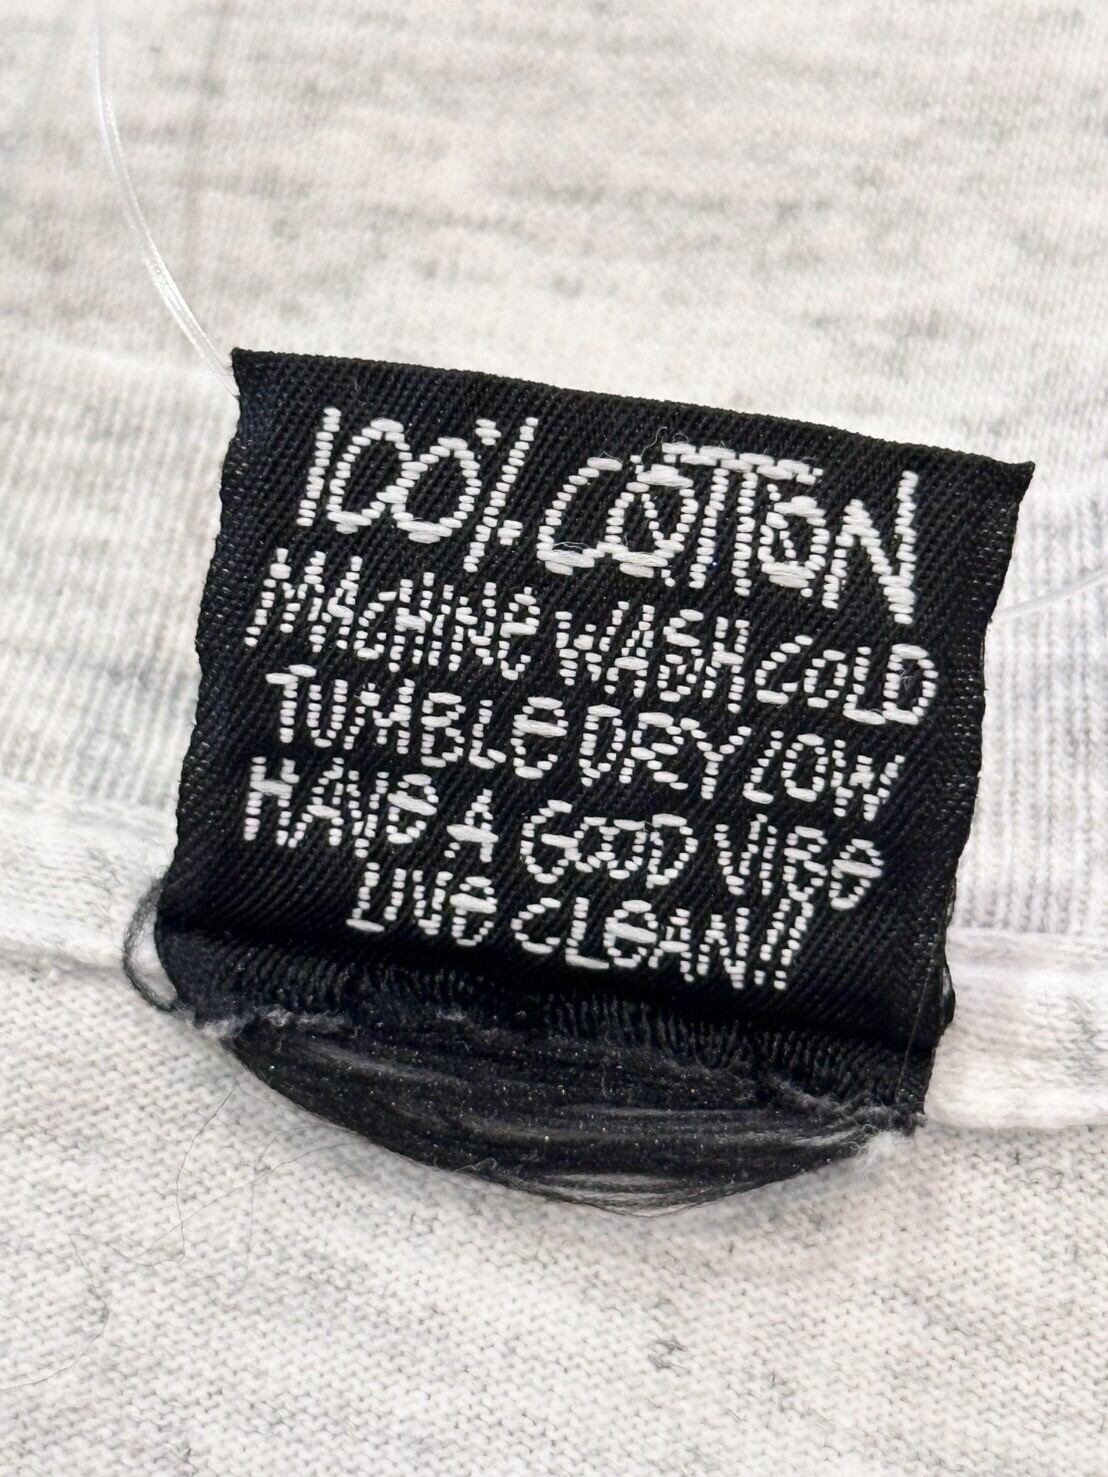 100% COTTON
MACHINE WASH COLD
TUMBLE DRY LOW
HAVE A GOOD VIBE
LIVE CLEAN!!